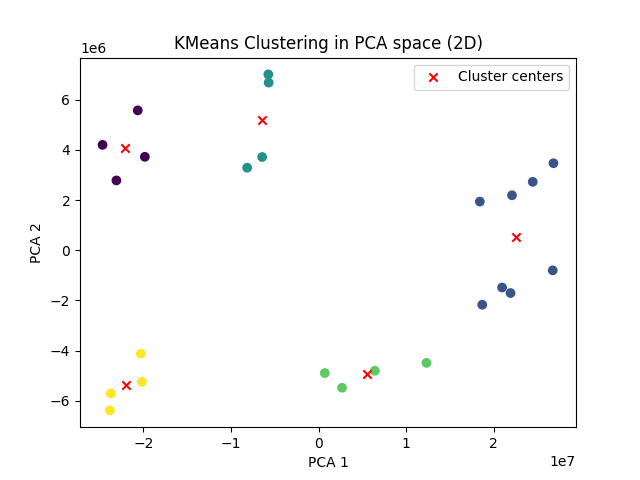 KMeans Clustering in PCA space (2D)
1e6
Cluster centers
6
4
2
0
−2
−4
−6
PCA 2
−2
−1
0
1
2
1e7
PCA 1